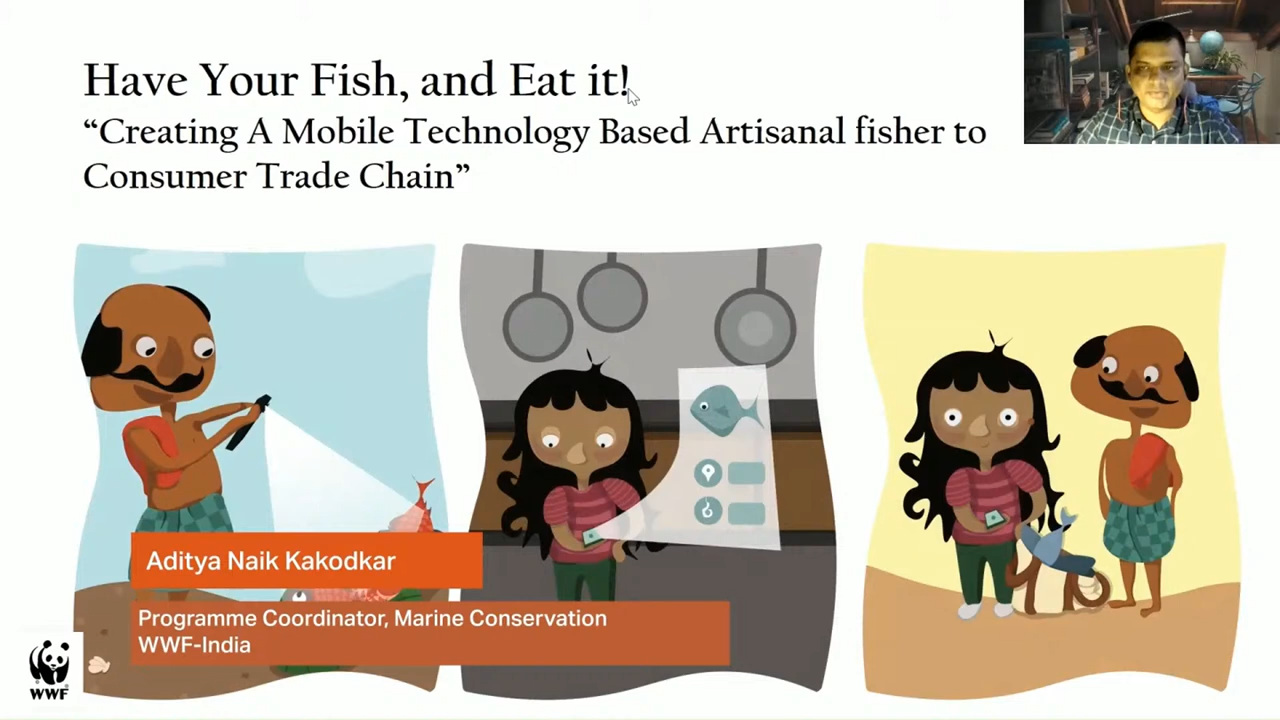 Have Your Fish, and Eat it!
“Creating A Mobile Technology Based Artisanal fisher to
Consumer Trade Chain”
Aditya Naik Kakodkar
Programme Coordinator, Marine Conservation
WWF-India
WWF